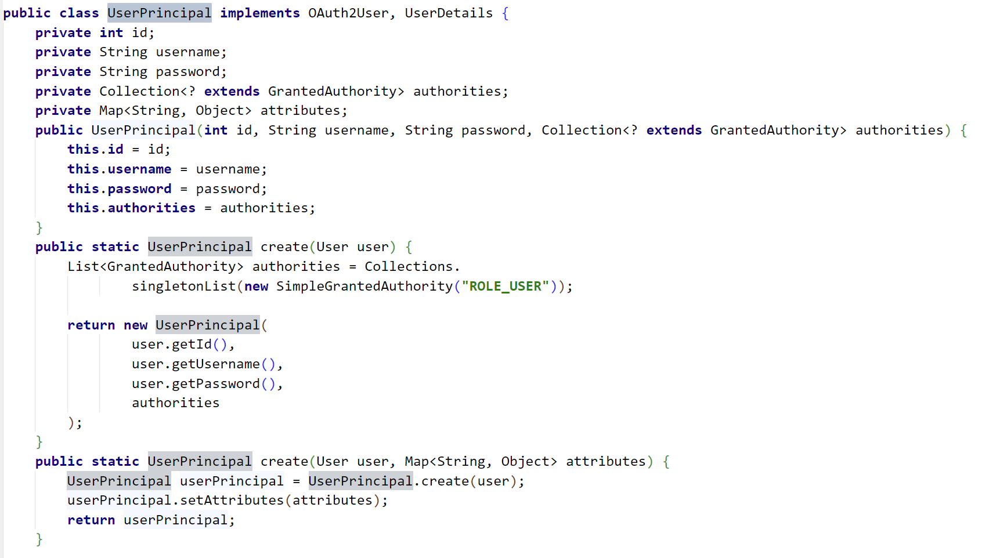 public class UserPrincipal implements OAuth2User, UserDetails {
    private int id;
    private String username;
    private String password;
    private Collection<? extends GrantedAuthority> authorities;
    private Map<String, Object> attributes;
    public UserPrincipal(int id, String username, String password, Collection<? extends GrantedAuthority> authorities) {
        this.id = id;
        this.username = username;
        this.password = password;
        this.authorities = authorities;
    }
    public static UserPrincipal create(User user) {
        List<GrantedAuthority> authorities = Collections.
                singletonList(new SimpleGrantedAuthority("ROLE_USER"));
        return new UserPrincipal(
                user.getId(),
                user.getUsername(),
                user.getPassword(),
                authorities
        );
    }
    public static UserPrincipal create(User user, Map<String, Object> attributes) {
        UserPrincipal userPrincipal = UserPrincipal.create(user);
        userPrincipal.setAttributes(attributes);
        return userPrincipal;
    }